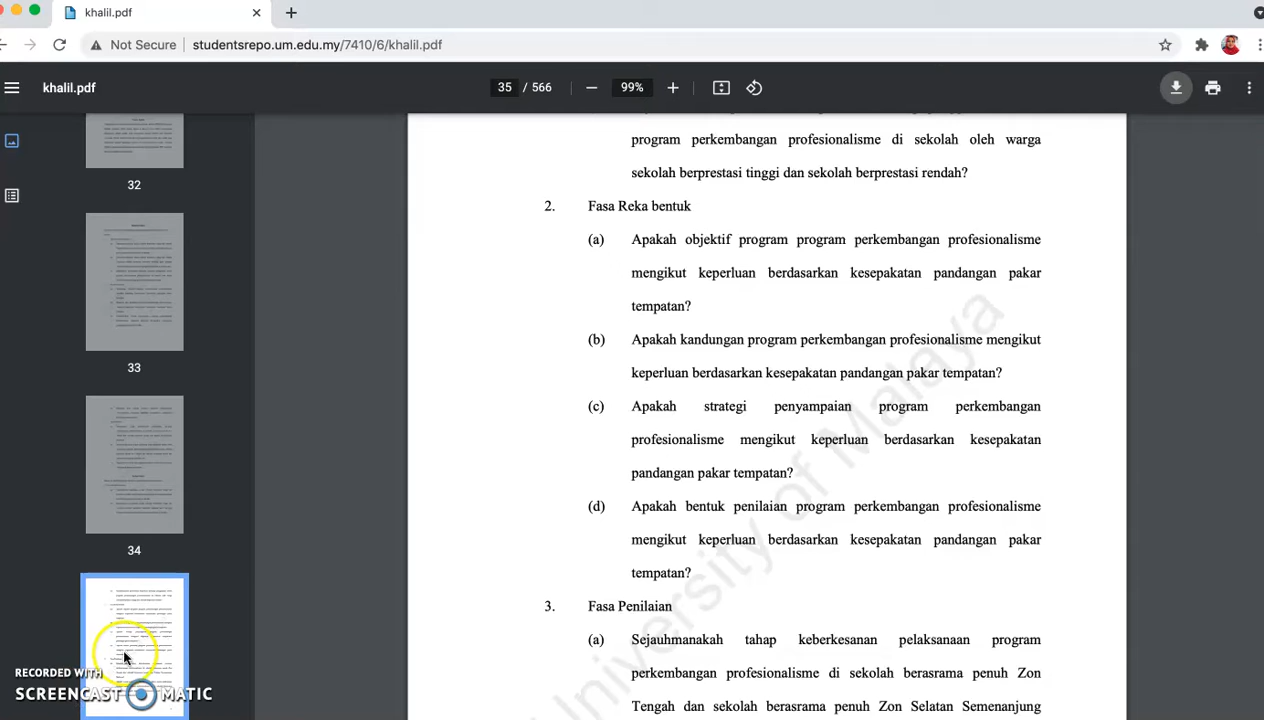 khalil.pdf
Not Secure
studentsrepo.um.edu.my/7410/6/khalil.pdf
khalil.pdf
35 / 566
99%
32
33
34
program perkembangan profesionalisme di sekolah oleh warga
sekolah berprestasi tinggi dan sekolah berprestasi rendah?
2. Fasa Reka bentuk
(a) Apakah objektif program program perkembangan profesionalisme
mengikut keperluan berdasarkan kesepakatan pandangan pakar
tempatan?
(b) Apakah kandungan program perkembangan profesionalisme mengikut
keperluan berdasarkan kesepakatan pandangan pakar tempatan?
(c) Apakah strategi penyampaian program perkembangan
profesionalisme mengikut keperluan berdasarkan kesepakatan
pandangan pakar tempatan?
(d) Apakah bentuk penilaian program perkembangan profesionalisme
mengikut keperluan berdasarkan kesepakatan pandangan pakar
tempatan?
3. Fasa Penilaian
(a) Sejauhmanakah tahap keberkesanan pelaksanaan program
perkembangan profesionalisme di sekolah berasrama penuh Zon
Tengah dan sekolah berasrama penuh Zon Selatan Semenanjung
University of Malaya
RECORDED WITH
SCREENCAST MATIC